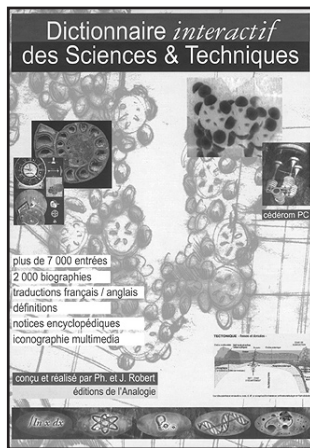 Dictionnaire interactif
des Sciences & Techniques
cédérom PC
plus de 7 000 entrées
2 000 biographies
traductions français / anglais
définitions
notices encyclopédiques
iconographie multimedia
TECTONIQUE
conçu et réalisé par Ph. et J. Robert
éditions de l'Analogie